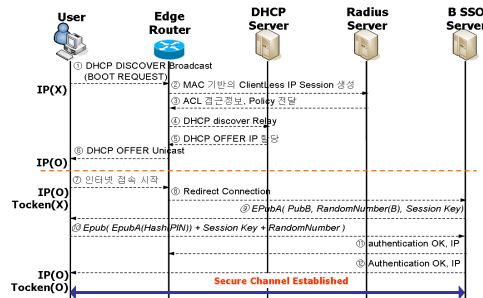 User
Edge Router
DHCP Server
Radius Server
B SSO Server
① DHCP DISCOVER Broadcast
(BOOT REQUEST)
IP(X)
② MAC 기반의 ClientLess IP Session 생성
③ ACL 접근정보, Policy 전달
④ DHCP discover Relay
⑤ DHCP OFFER IP 할당
⑥ DHCP OFFER Unicast
IP(O)
⑦ 인터넷 접속 시작
IP(O)
Tocken(X)
⑧ Redirect Connection
⑨ EPubA( PubB, RandomNumber(B), Session Key)
⑩ Epub( EpubA(Hash(PIN)) + Session Key + RandomNumber )
⑪ authentication OK, IP
⑫ Authentication OK, IP
IP(O)
Tocken(O)
Secure Channel Established